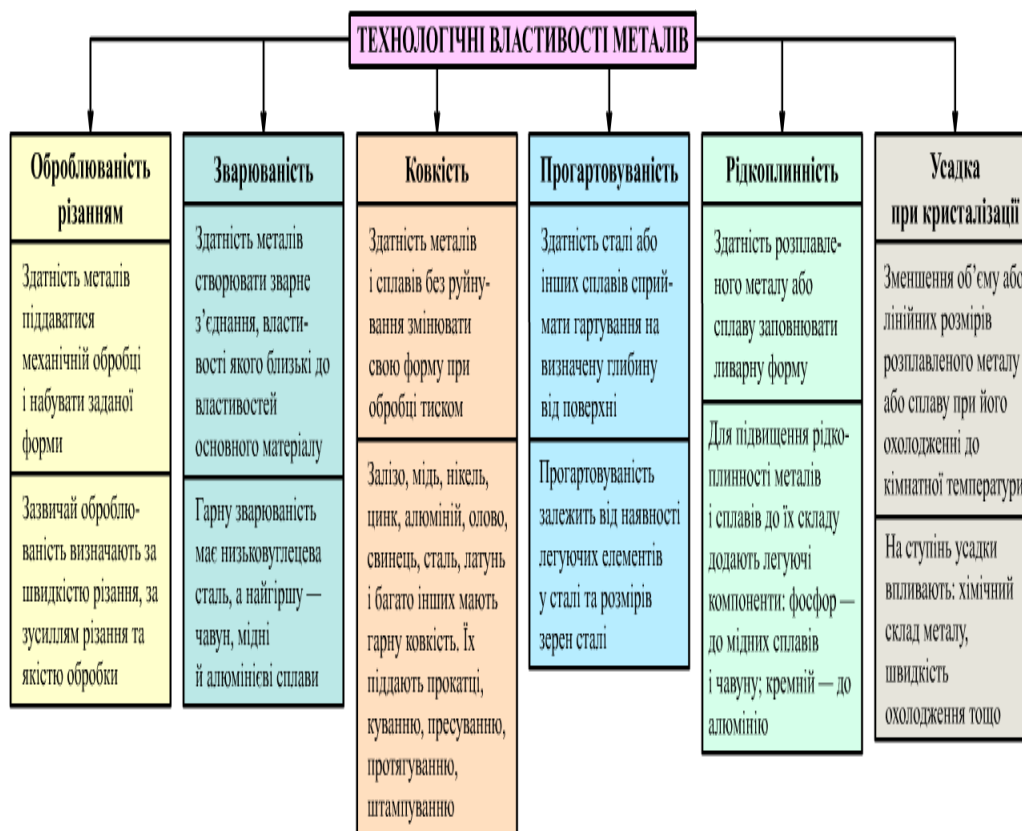 ТЕХНОЛОГІЧНІ ВЛАСТИВОСТІ МЕТАЛІВ
Оброблюваність
різанням
Здатність металів
піддаватися
механічній обробці
і набувати заданої
форми
Зазвичай оброблю-
ваність визначають за
швидкістю різання, за
зусиллям різання та
якістю обробки
Зварюваність
Здатність металів
створювати зварне
з’єднання, власти-
вості якого близькі до
властивостей
основного матеріалу
Гарну зварюваність
має низьковуглецева
сталь, а найгіршу —
чавун, мідні
й алюмінієві сплави
Ковкість
Здатність металів
і сплавів без руйну-
вання змінювати
свою форму при
обробці тиском
Залізо, мідь, нікель,
цинк, алюміній, олово,
свинець, сталь, латунь
і багато інших мають
гарну ковкість. Їх
піддають прокатці,
куванню, пресуванню,
протягуванню,
штампуванню
Прогартовуваність
Здатність сталі або
інших сплавів сприй-
мати гартування на
визначену глибину
від поверхні
Прогартовуваність
залежить від наявності
легуючих елементів
у сталі та розмірів
зерен сталі
Рідкоплинність
Здатність розплавле-
ного металу або
сплаву заповнювати
ливарну форму
Для підвищення рідко-
плинності металів
і сплавів до їх складу
додають легуючі
компоненти: фосфор —
до мідних сплавів
і чавуну; кремній — до
алюмінію
Усадка
при кристалізації
Зменшення об’єму або
лінійних розмірів
розплавленого металу
або сплаву при його
охолодженні до
кімнатної температури
На ступінь усадки
впливають: хімічний
склад металу,
швидкість
охолодження тощо